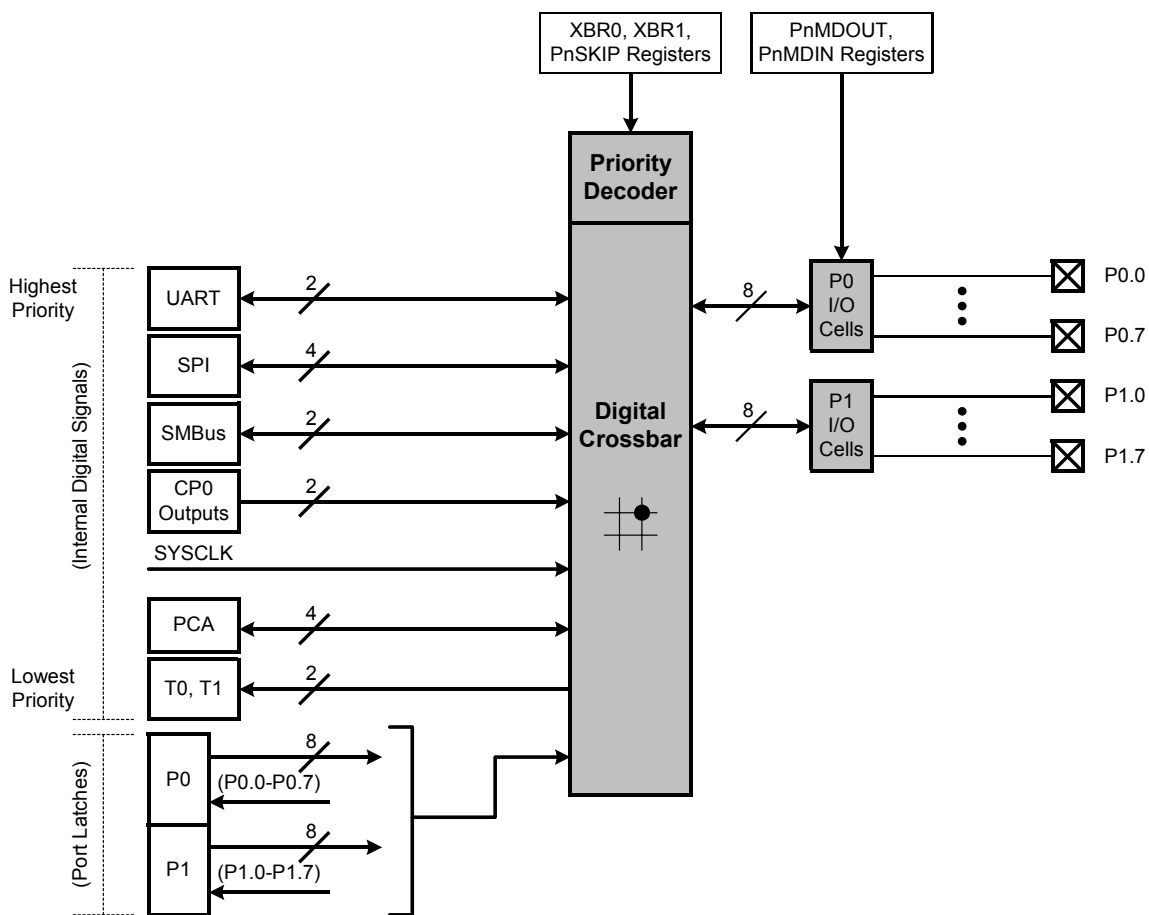 XBR0, XBR1,
PnSKIP Registers
PnMDOUT,
PnMDIN Registers
Priority
Decoder
Highest
Priority
(Internal Digital Signals)
UART
2
SPI
4
SMBus
2
CP0
Outputs
2
SYSCLK
PCA
4
Lowest
Priority
T0, T1
2
Digital
Crossbar
8
P0
I/O
Cells
P0.0
P0.7
8
P1
I/O
Cells
P1.0
P1.7
(Port Latches)
P0
8
(P0.0-P0.7)
P1
8
(P1.0-P1.7)